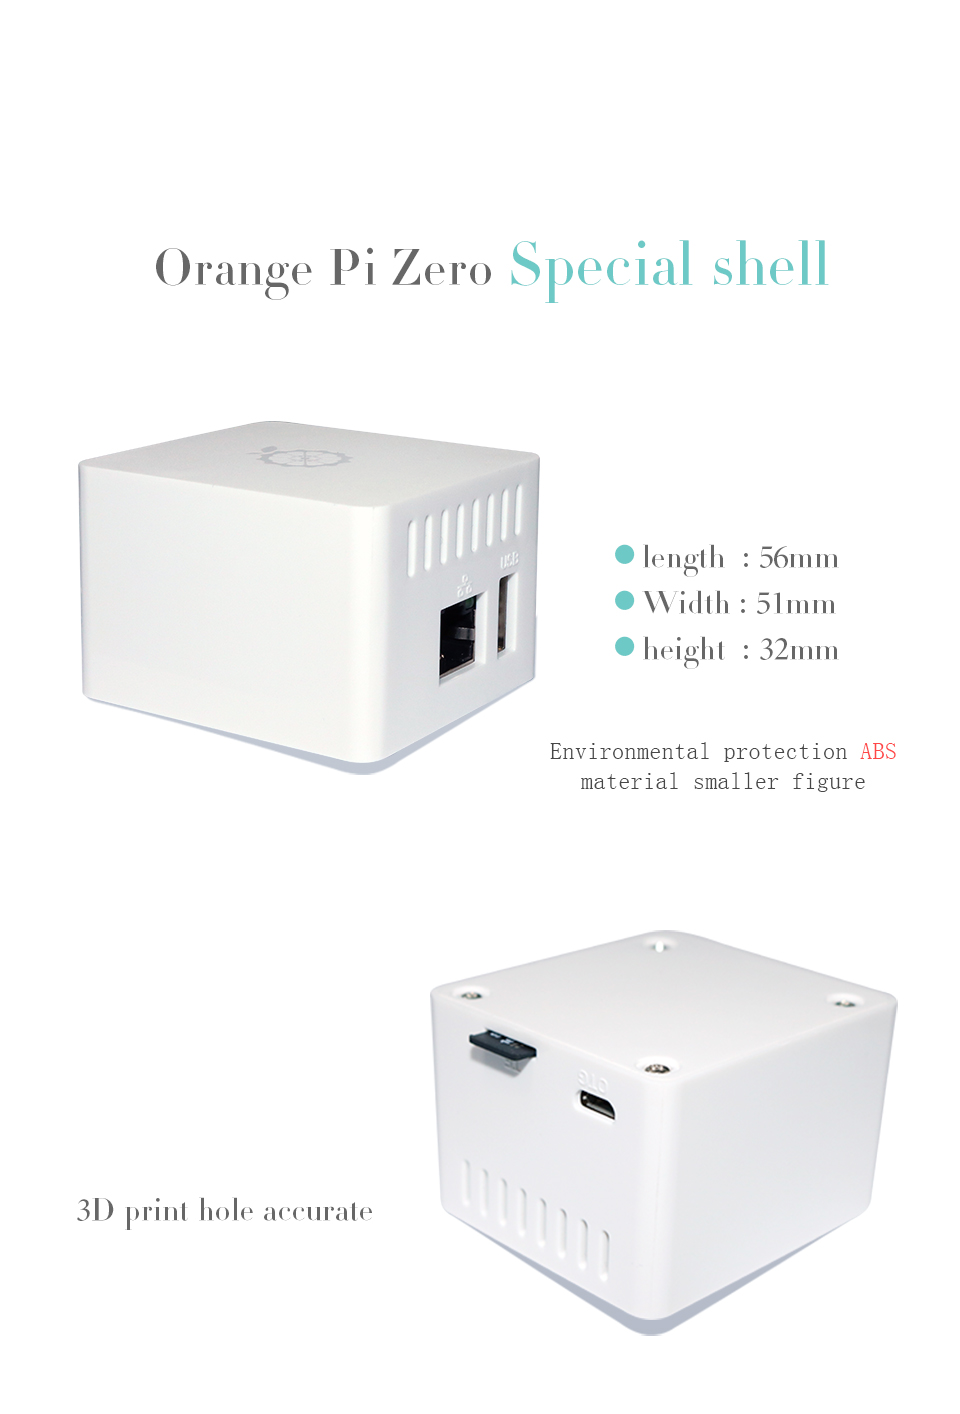 Orange Pi Zero Special shell
USB
length : 56mm
Width : 51mm
height : 32mm
Environmental protection ABS
material smaller figure
OTG
3D print hole accurate